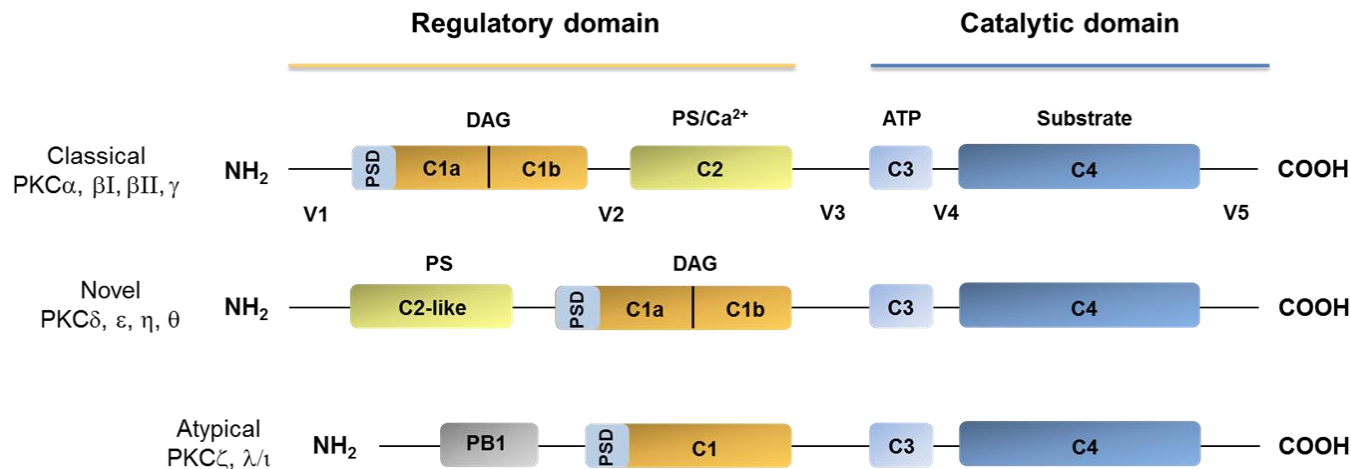 Regulatory domain
Catalytic domain
DAG
PS/Ca²⁺
ATP
Substrate
Classical
PKCα, βI, βII, γ
NH₂
PSD
C1a
C1b
C2
C3
C4
COOH
V1
V2
V3
V4
V5
PS
DAG
Novel
PKCδ, ε, η, θ
NH₂
C2-like
PSD
C1a
C1b
C3
C4
COOH
Atypical
PKCζ, λ/ι
NH₂
PB1
PSD
C1
C3
C4
COOH